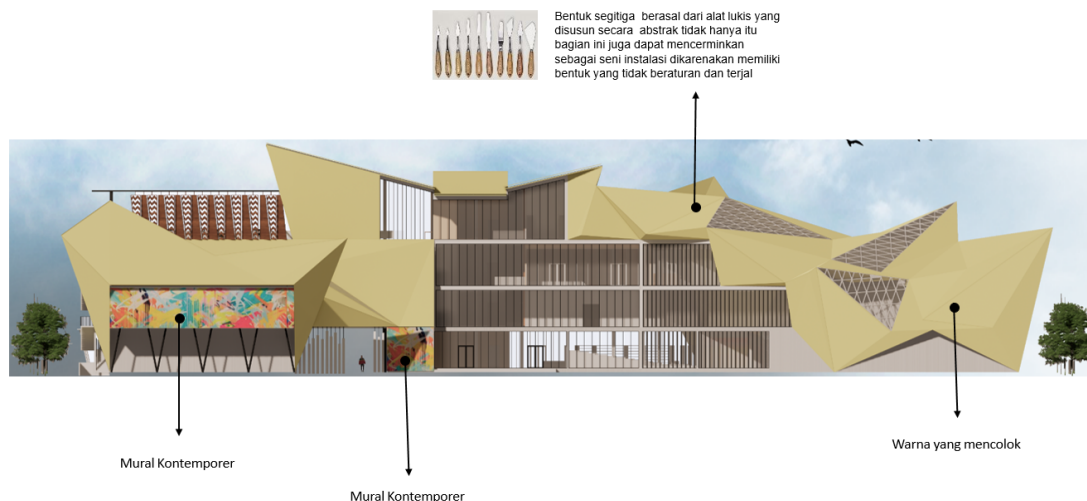 Bentuk segitiga berasal dari alat lukis yang
disusun secara abstrak tidak hanya itu
bagian ini juga dapat mencerminkan
sebagai seni instalasi dikarenakan memiliki
bentuk yang tidak beraturan dan terjal
Mural Kontemporer
Mural Kontemporer
Warna yang mencolok